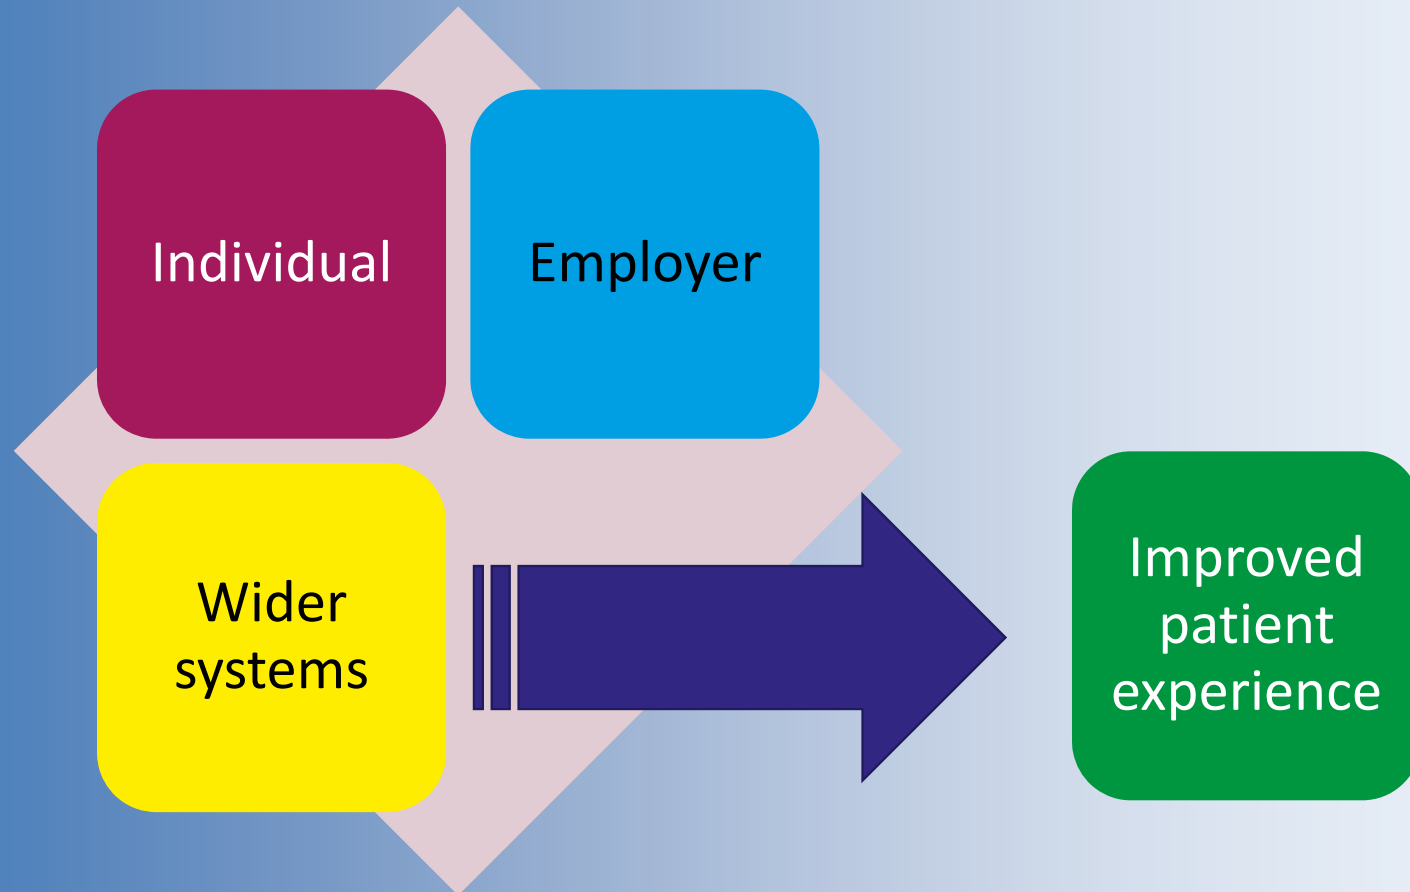 Individual
Employer
Wider
systems
Improved
patient
experience